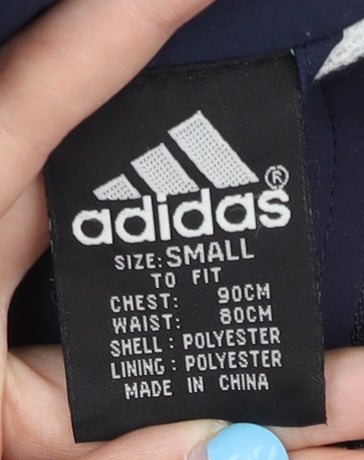 adidas®
SIZE: SMALL
TO FIT
CHEST: 90CM
WAIST: 80CM
SHELL : POLYESTER
LINING : POLYESTER
MADE IN CHINA